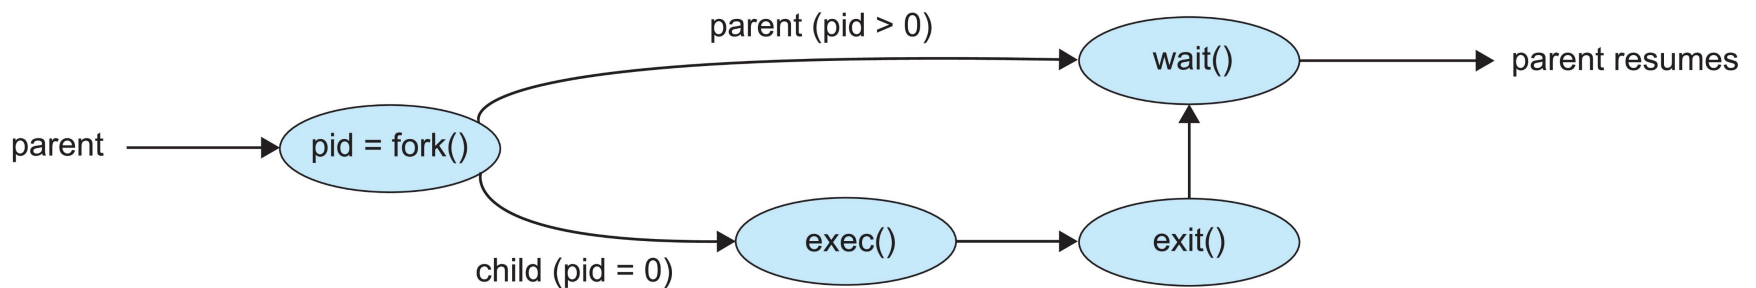 parent (pid > 0)
wait()
parent resumes
parent
pid = fork()
exec()
exit()
child (pid = 0)